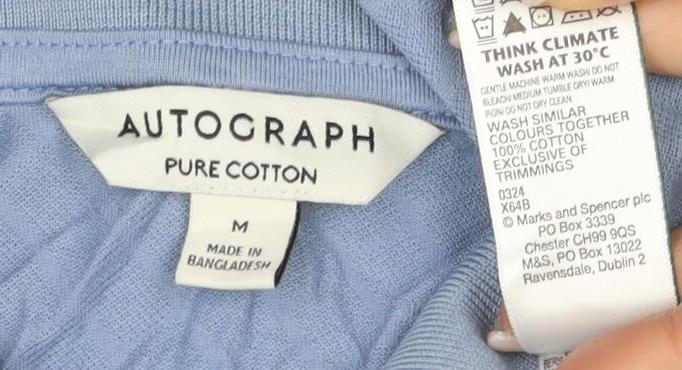 AUTOGRAPH
PURE COTTON
M
MADE IN
BANGLADESH
THINK CLIMATE
WASH AT 30°C
GENTLE MACHINE WARM WASH/ DO NOT
BLEACH/ MEDIUM TUMBLE DRY/ WARM
IRON/ DO NOT DRY CLEAN
WASH SIMILAR
COLOURS TOGETHER
100% COTTON
EXCLUSIVE OF
TRIMMINGS
0324
X64B
© Marks and Spencer plc
PO Box 3339
Chester CH99 9QS
M&S, PO Box 13022
Ravensdale, Dublin 2